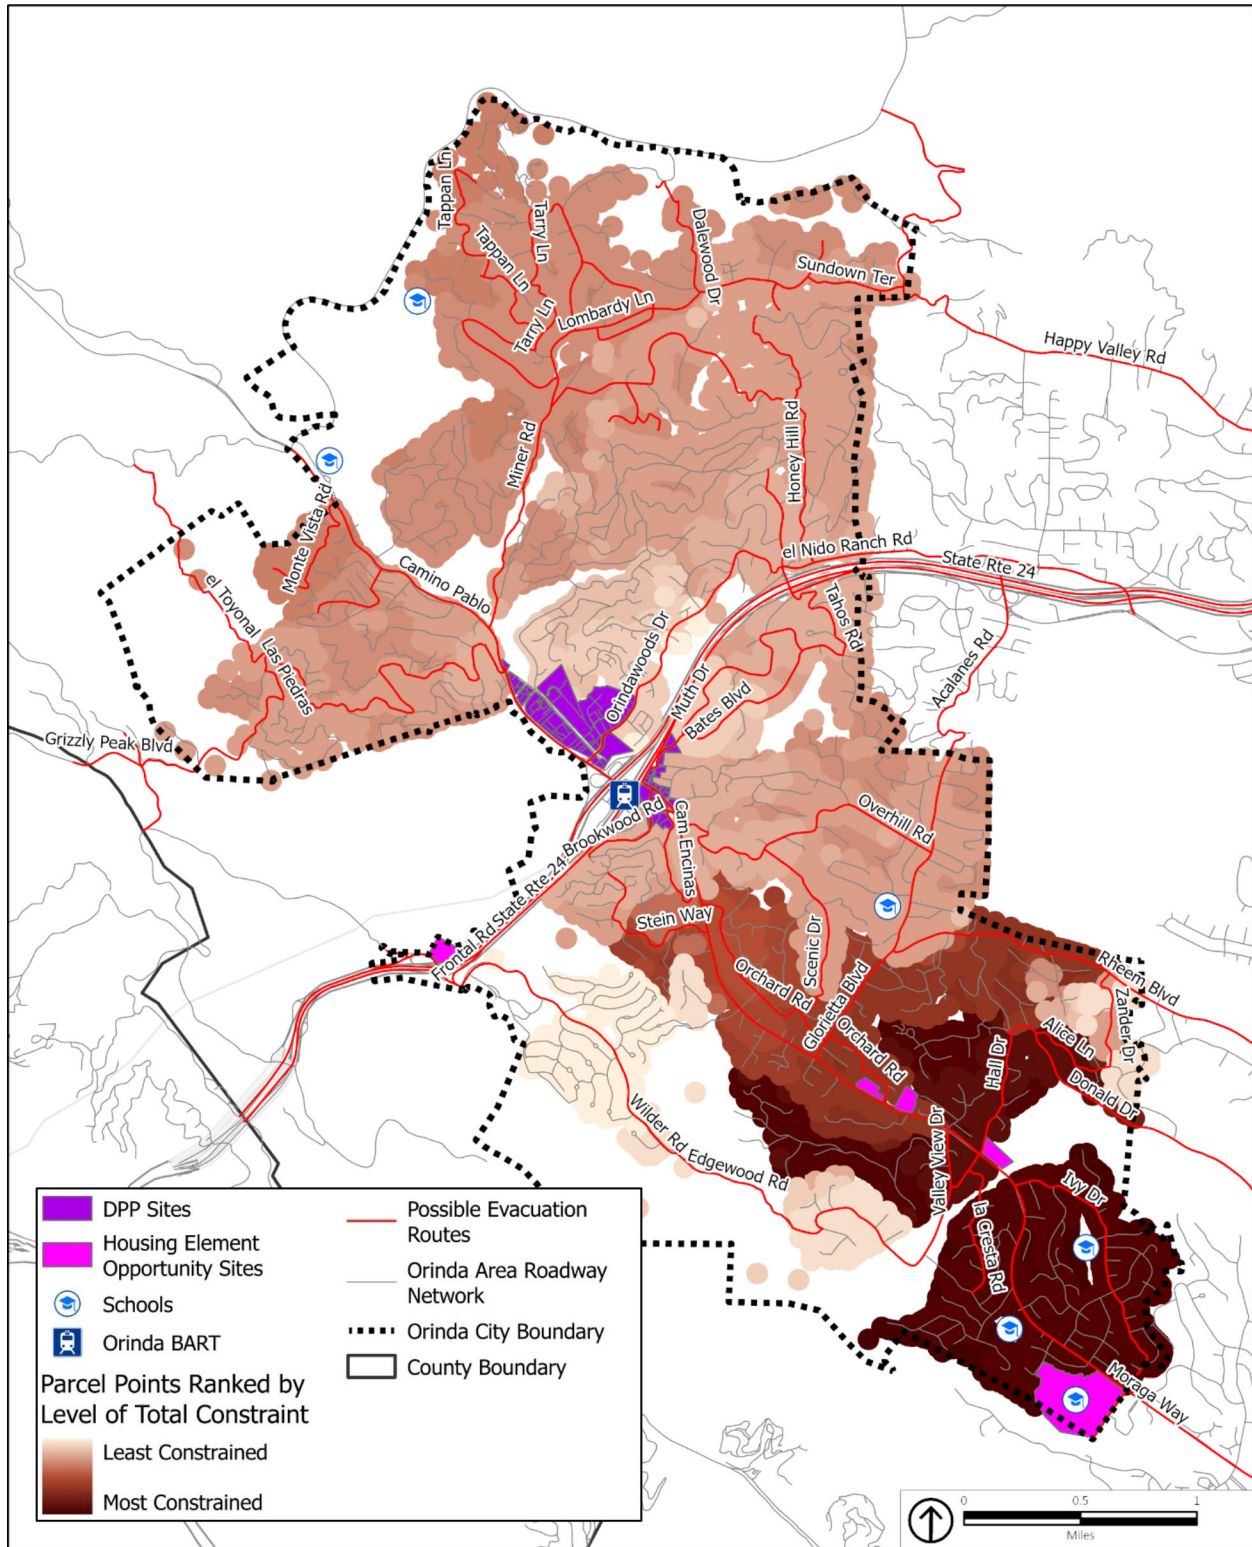 Tappan Ln
Tarry Ln
Tappan Ln
Dalewood Dr
Sundown Ter
Tarry Ln
Lombardy Ln
Happy Valley Rd
Miner Rd
Honey Hill Rd
Monte Vista Rd
el Nido Ranch Rd
State Rte 24
Camino Pablo
el Toyonal
Las Piedras
Tahos Rd
Acalanes Rd
Orindawoods Dr
Muth Dr
Bates Blvd
Grizzly Peak Blvd
Brookwood Rd
Cam Encinas
Overhill Rd
State Rte 24
Frontal Rd
Stein Way
Scenic Dr
Orchard Rd
Glorietta Blvd
Orchard Rd
Rheem Blvd
Zander Dr
Alice Ln
Hall Dr
Donald Dr
Wilder Rd
Edgewood Rd
Valley View Dr
Ivy Dr
la Cresta Rd
Moraga Way
DPP Sites
Housing Element
Opportunity Sites
Schools
Orinda BART
Parcel Points Ranked by
Level of Total Constraint
Least Constrained
Most Constrained
Possible Evacuation
Routes
Orinda Area Roadway
Network
Orinda City Boundary
County Boundary
0 0.5 1
Miles